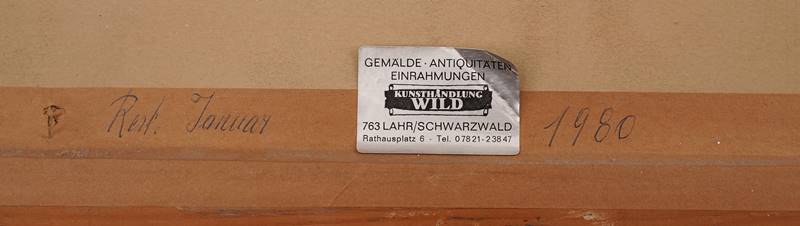 GEMÄLDE · ANTIQUITÄTEN
EINRAHMUNGEN
KUNSTHANDLUNG
WILD
763 LAHR/SCHWARZWALD
Rathausplatz 6 - Tel. 07821-23847
Rest. Januar 1980